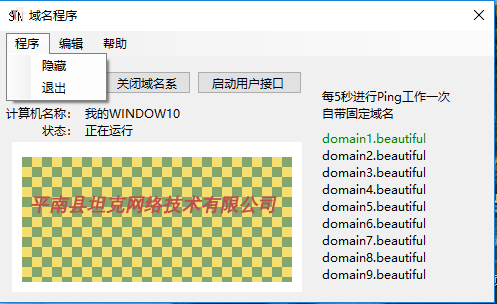 域名程序
程序 编辑 帮助
隐藏
退出
关闭域名系
启动用户接口
计算机名称： 我的WINDOW10
状态： 正在运行
平南县坦克网络技术有限公司
每5秒进行Ping工作一次
自带固定域名
domain1.beautiful
domain2.beautiful
domain3.beautiful
domain4.beautiful
domain5.beautiful
domain6.beautiful
domain7.beautiful
domain8.beautiful
domain9.beautiful